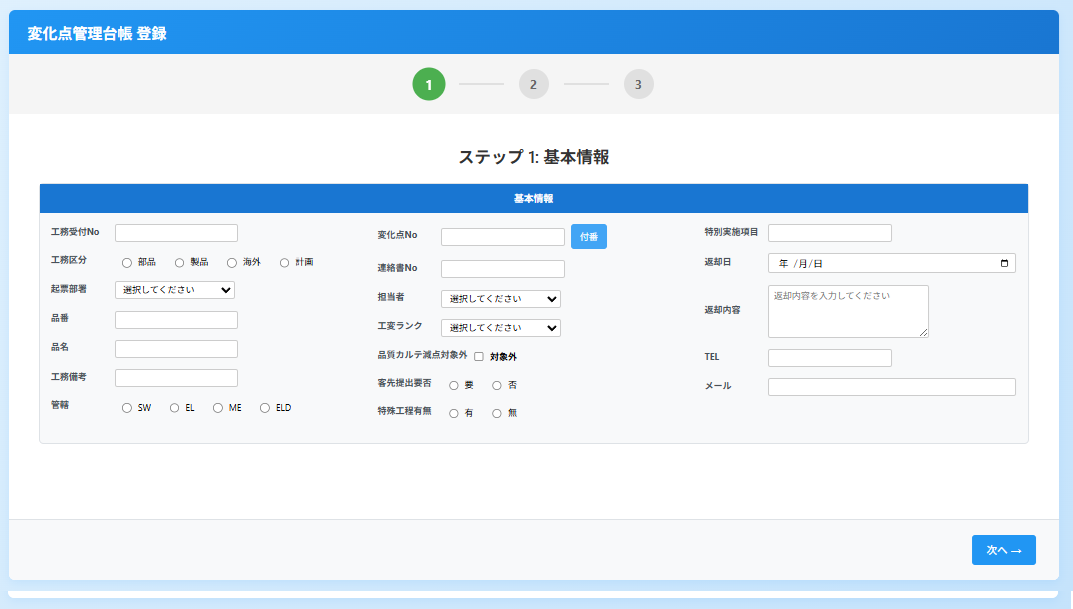 変化点管理台帳 登録
1
2
3
ステップ 1: 基本情報
基本情報
工務受付No
工務区分
部品
製品
海外
計画
起票部署
選択してください
品番
品名
工務備考
管轄
SW
EL
ME
ELD
変化点No
付番
連絡書No
担当者
選択してください
工変ランク
選択してください
品質カルテ減点対象外
対象外
客先提出要否
要
否
特殊工程有無
有
無
特別実施項目
返却日
年 /月/日
返却内容
返却内容を入力してください
TEL
メール
次へ →